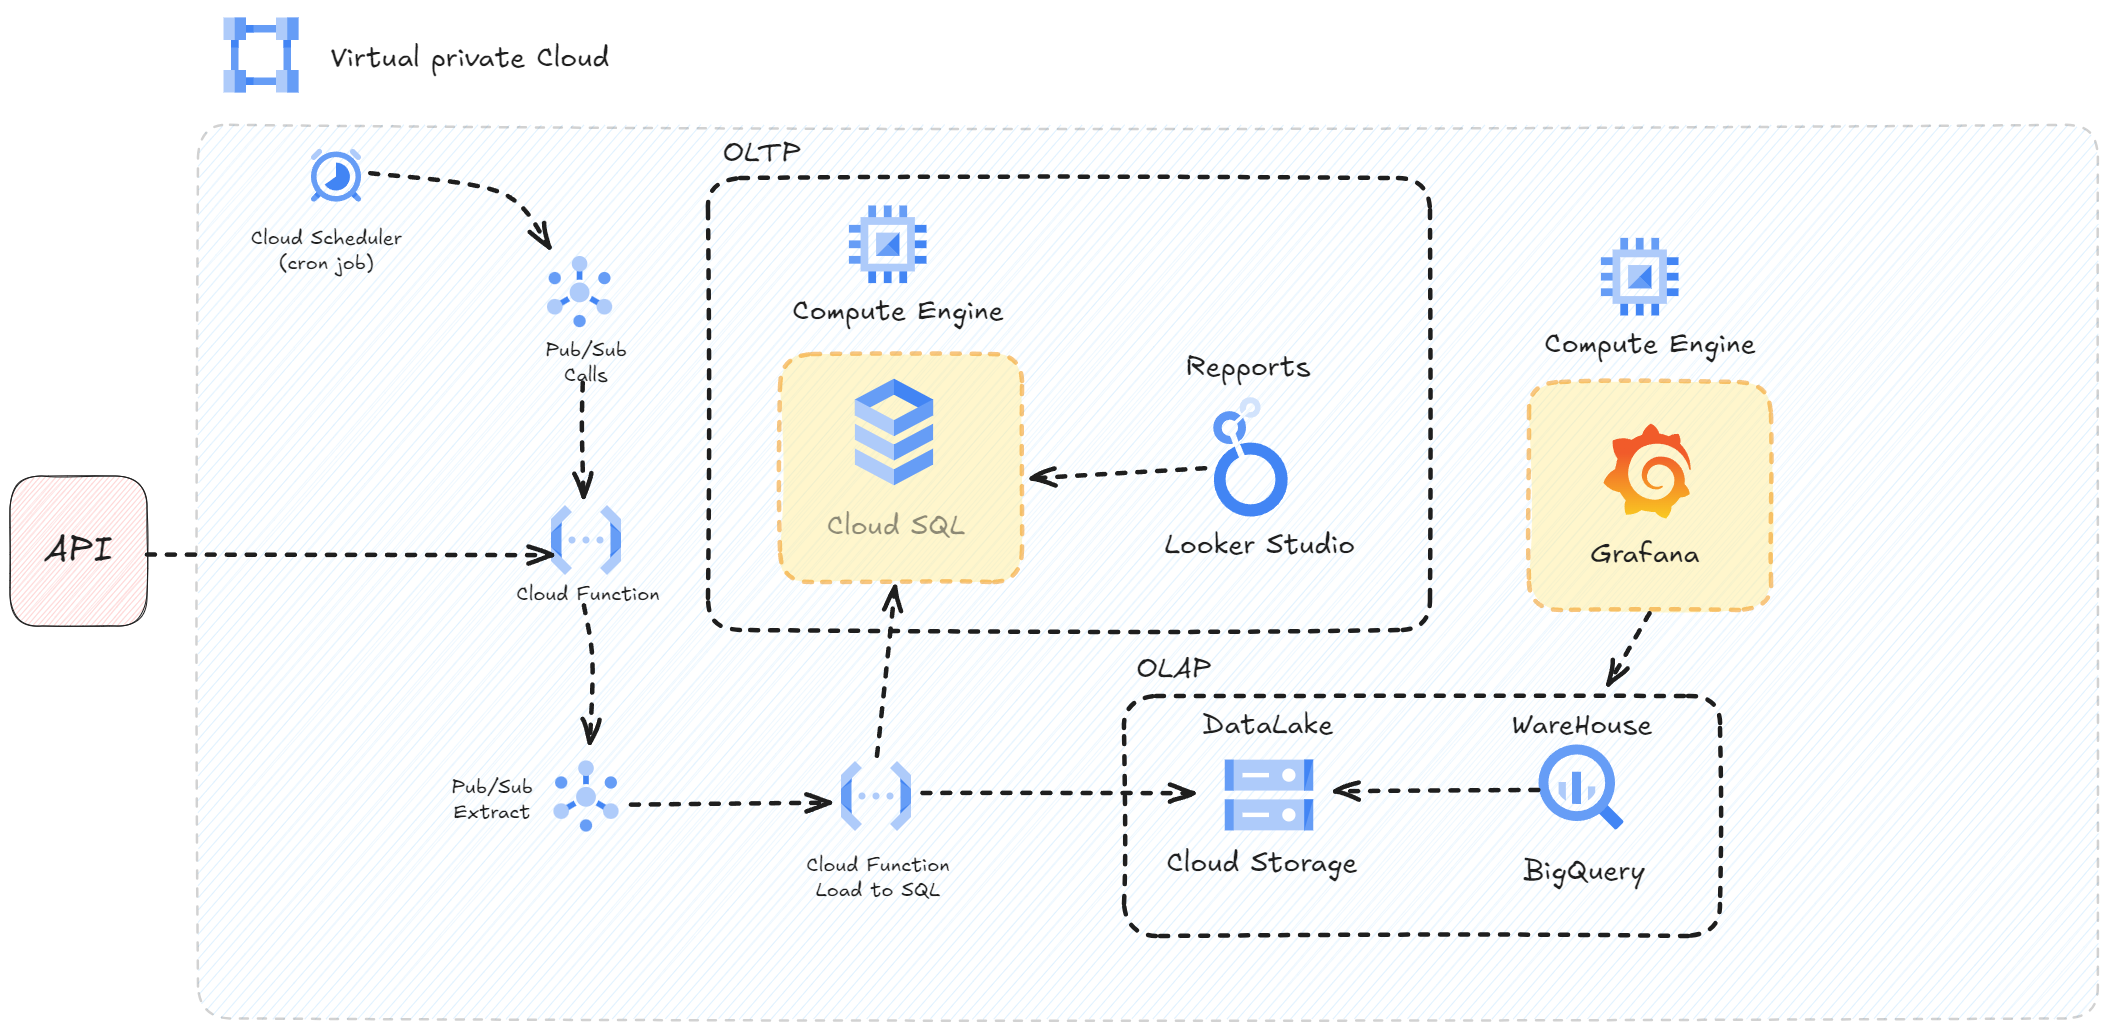 Virtual private Cloud
Cloud Scheduler
(cron job)
Pub/Sub
Calls
API
Cloud Function
Pub/Sub
Extract
Cloud Function
Load to SQL
OLTP
Compute Engine
Cloud SQL
Repports
Looker Studio
Compute Engine
Grafana
OLAP
DataLake
Cloud Storage
WareHouse
BigQuery